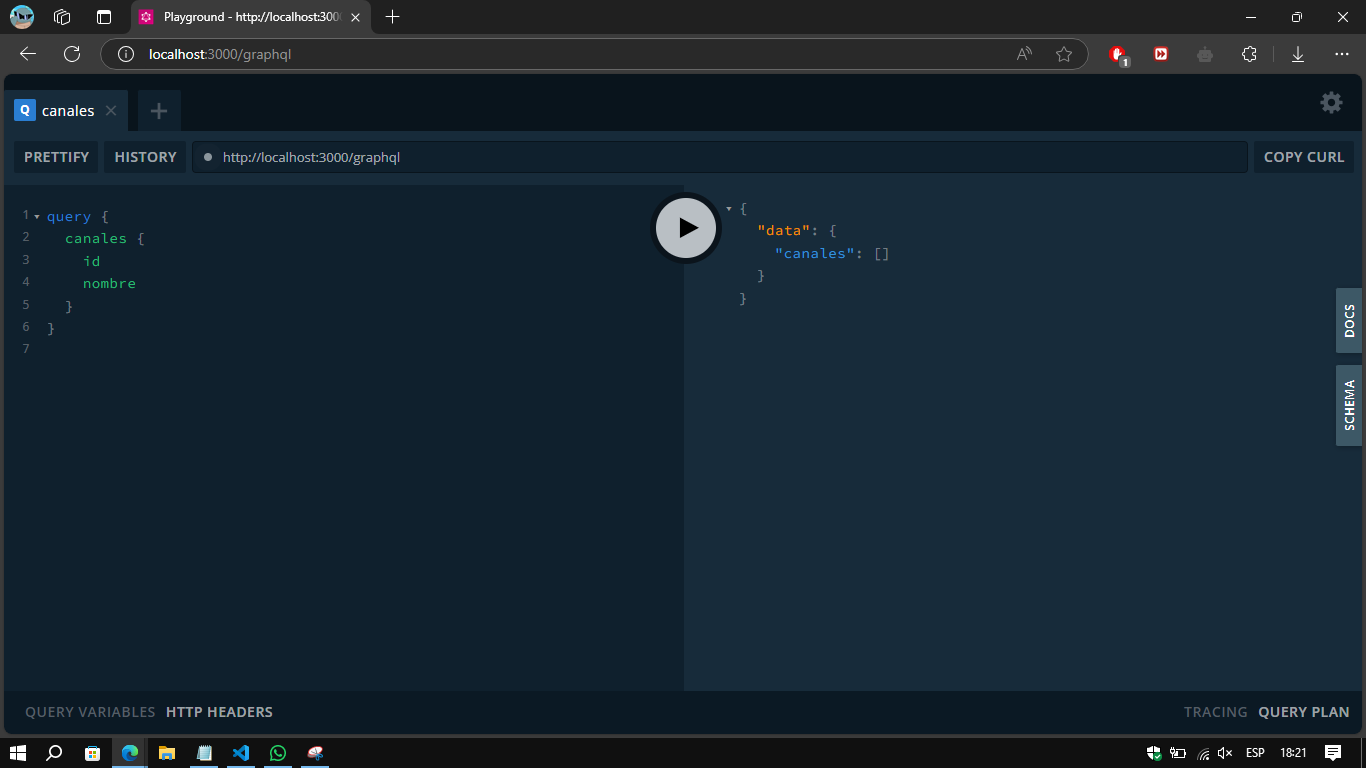 Playground - http://localhost:300
localhost:3000/graphql
1
Q canales
PRETTIFY
HISTORY
http://localhost:3000/graphql
COPY CURL
1 query {
2 canales {
3 id
4 nombre
5 }
6 }
7
{
"data": {
"canales": []
}
}
DOCS
SCHEMA
QUERY VARIABLES
HTTP HEADERS
TRACING
QUERY PLAN
ESP
18:21